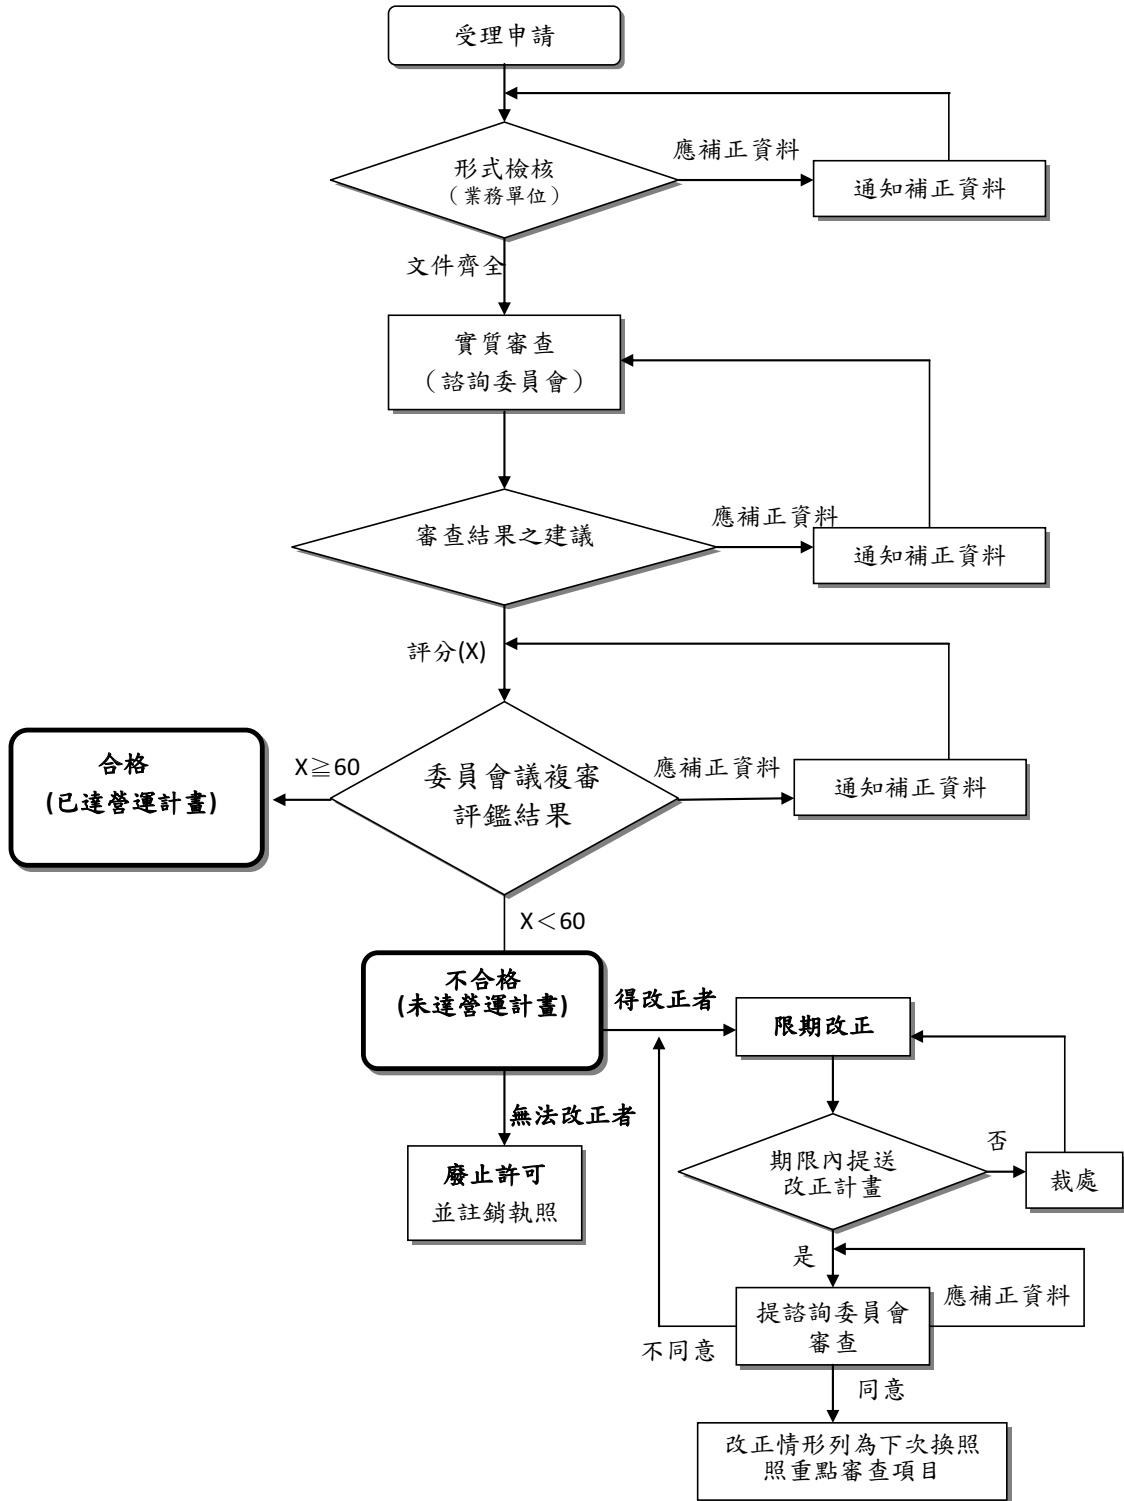 受理申請
形式檢核
（業務單位）
應補正資料
通知補正資料
文件齊全
實質審查
（諮詢委員會）
審查結果之建議
應補正資料
通知補正資料
評分(X)
合格
(已達營運計畫)
X≧60
委員會議複審
評鑑結果
應補正資料
通知補正資料
X＜60
不合格
(未達營運計畫)
得改正者
限期改正
無法改正者
廢止許可
並註銷執照
期限內提送
改正計畫
否
裁處
是
提諮詢委員會
審查
應補正資料
不同意
同意
改正情形列為下次換照
照重點審查項目